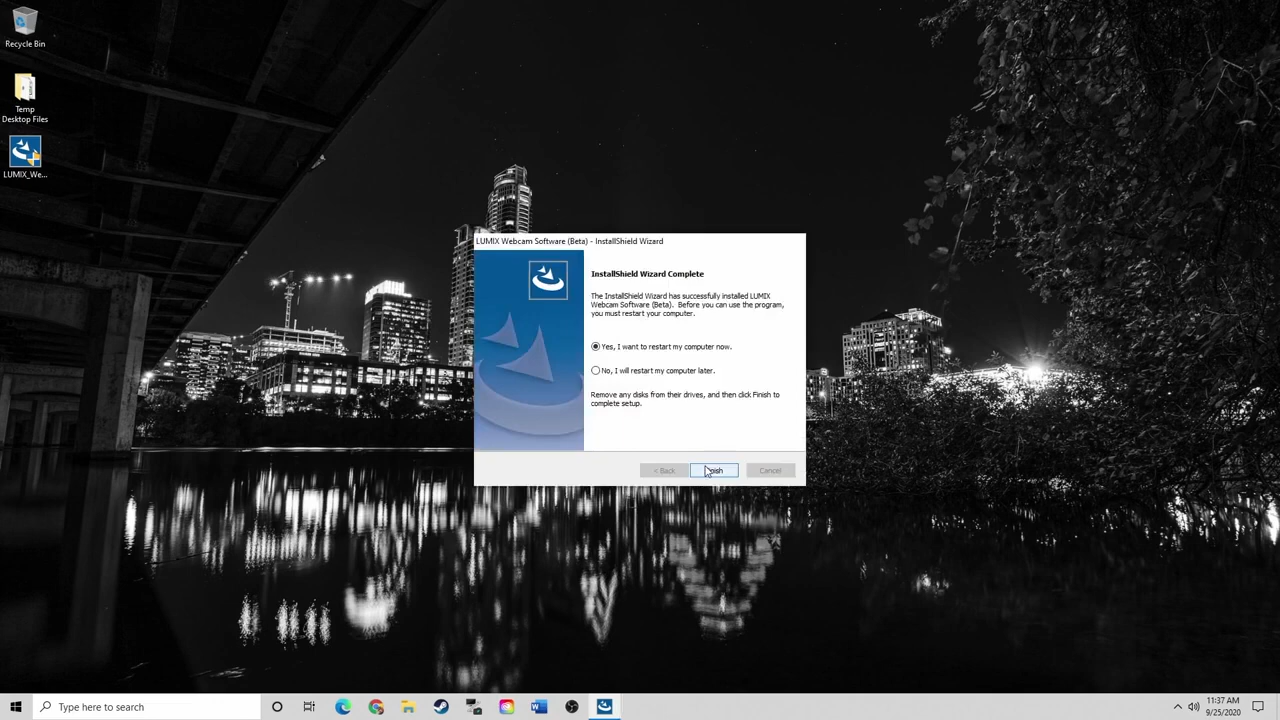 Recycle Bin
Temp
Desktop Files
LUMIX_We...
LUMIX Webcam Software (Beta) - InstallShield Wizard
InstallShield Wizard Complete
The InstallShield Wizard has successfully installed LUMIX
Webcam Software (Beta). Before you can use the program,
you must restart your computer.
Yes, I want to restart my computer now.
No, I will restart my computer later.
Remove any disks from their drives, and then click Finish to
complete setup.
< Back
Cancel
Type here to search
11:37 AM
9/25/2020